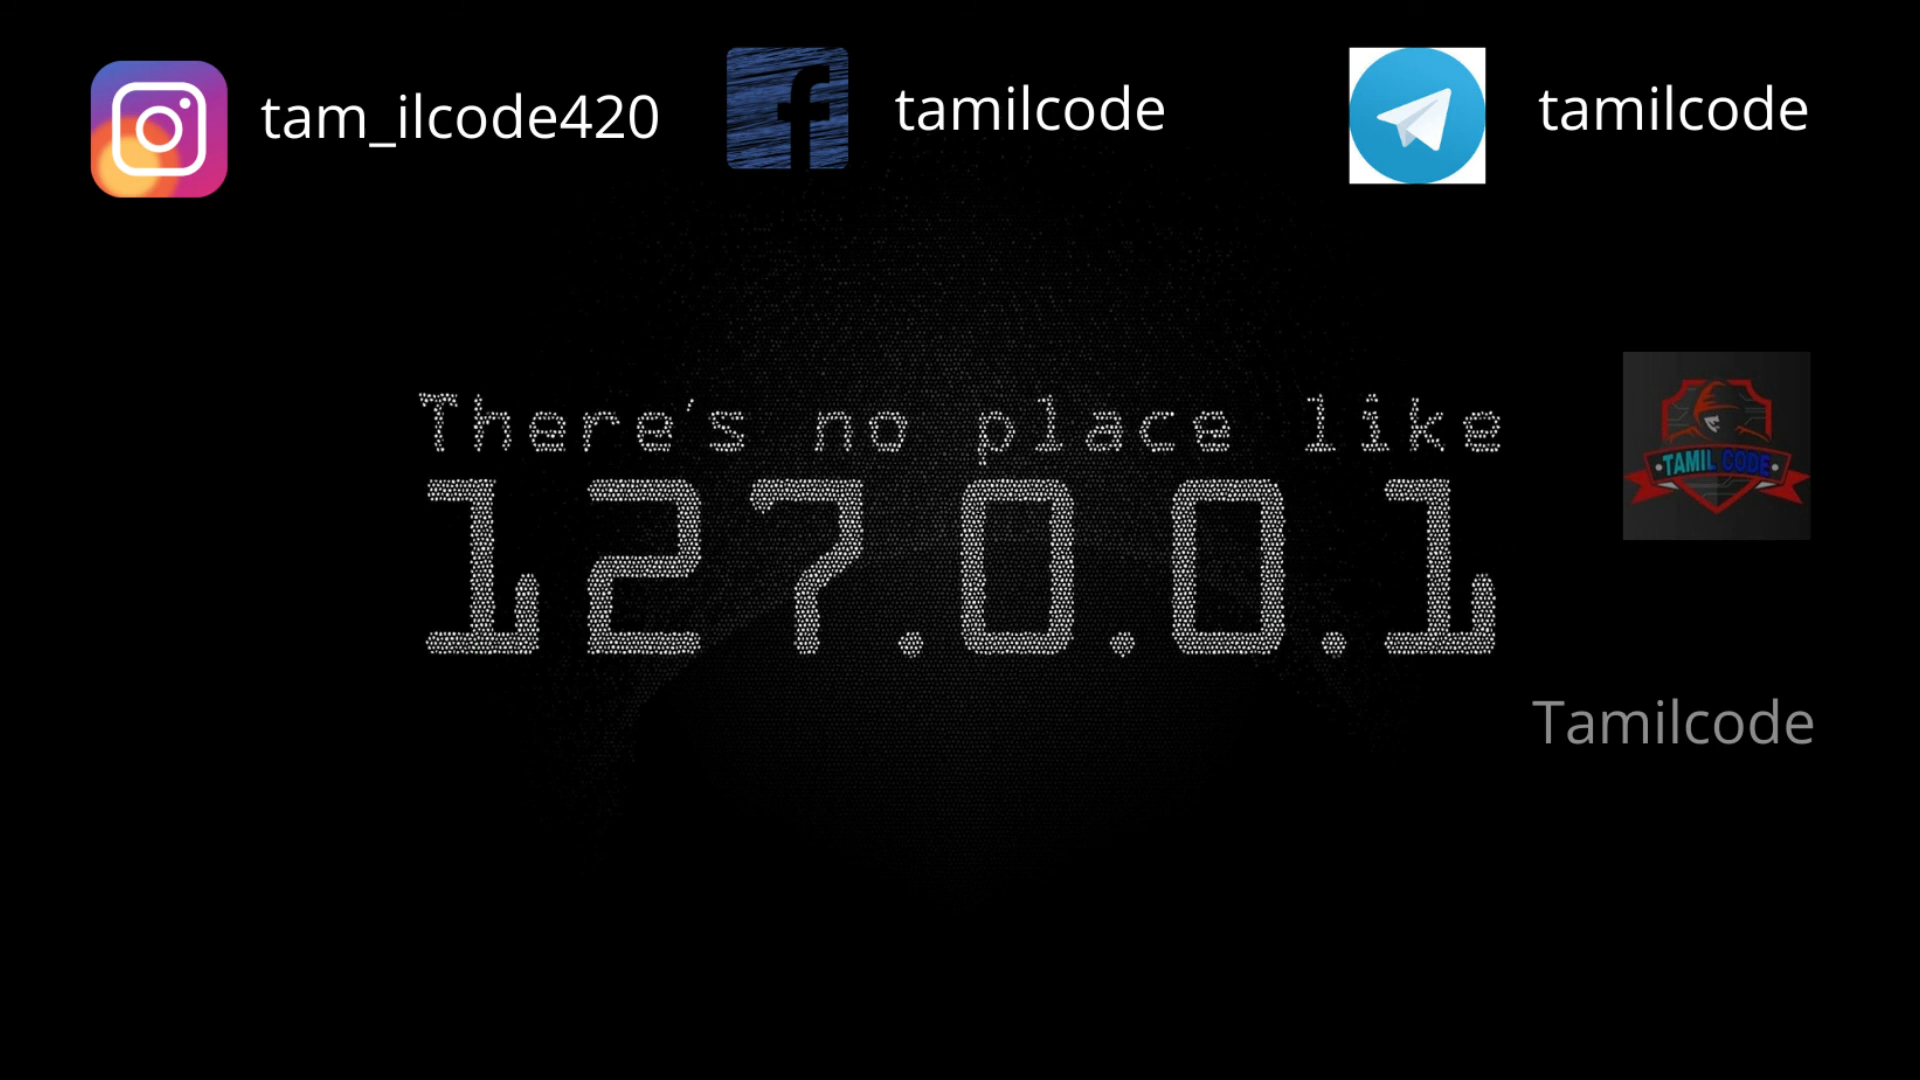 tam_ilcode420
tamilcode
tamilcode
There's no place like
127.0.0.1
TAMIL CODE
Tamilcode